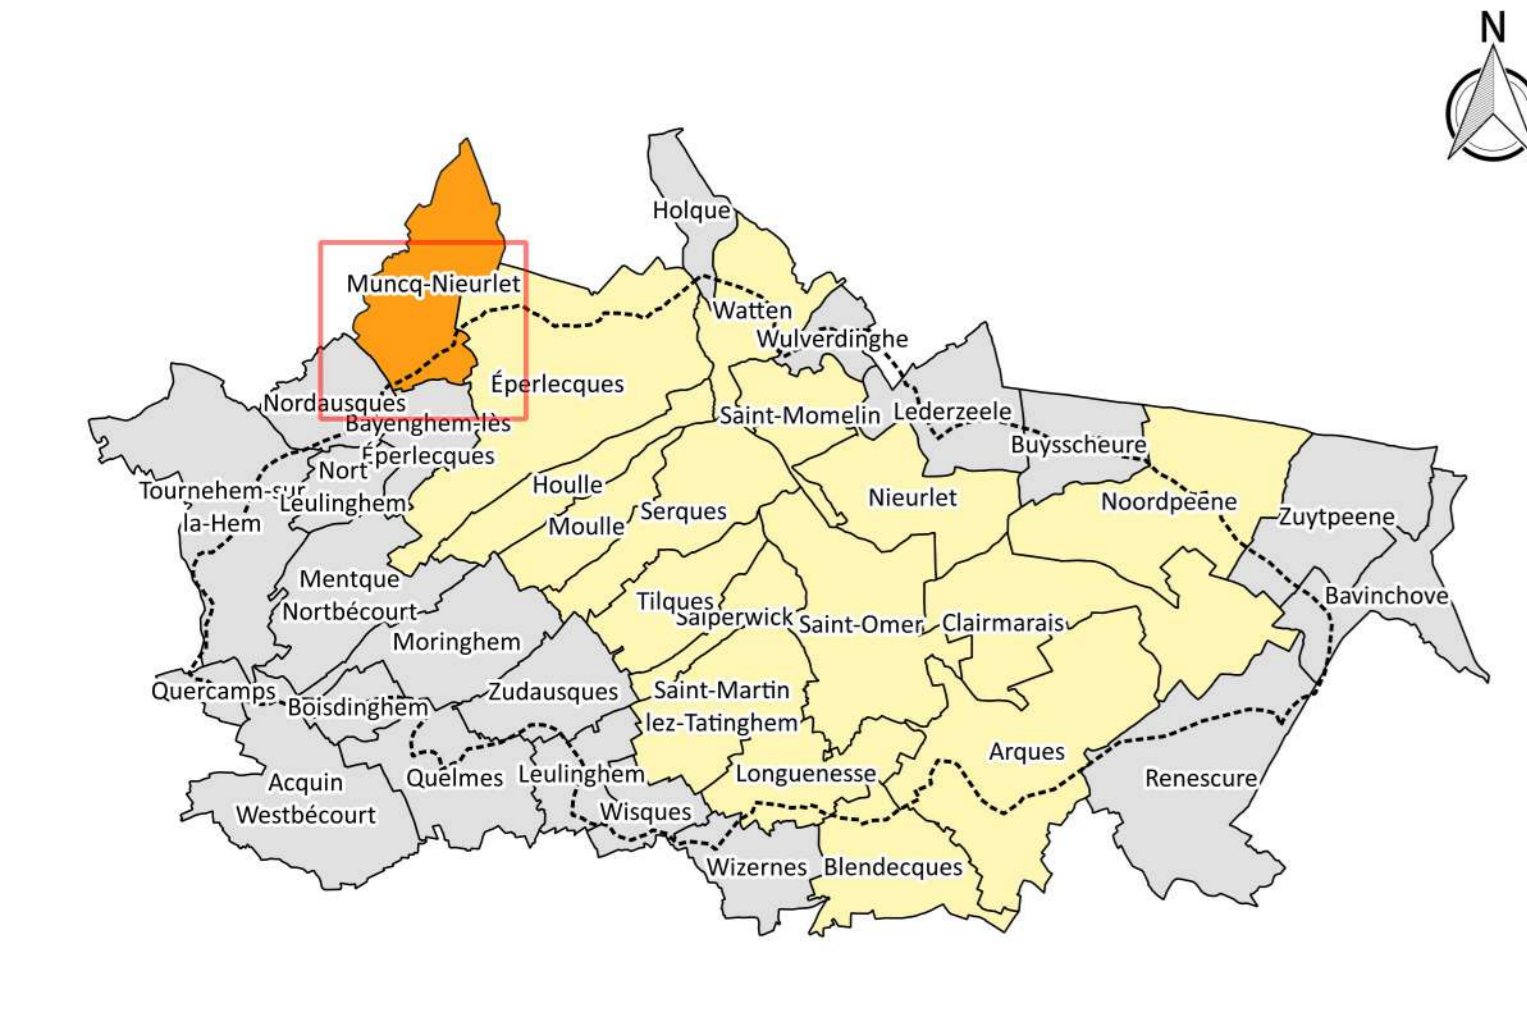 N
Holque
Muncq-Nieurlet
Watten
Wulverdinghe
Éperlecques
Nordausques
Saint-Momelin
Lederzeele
Bayenghem-lès
Éperlecques
Buysscheure
Nort
Leulinghem
Tournehem-sur
la-Hem
Houlle
Nieurlet
Noordpeene
Moulle
Serques
Zuytpeene
Mentque
Nortbécourt
Tilques
Salperwick
Saint-Omer
Clairmarais
Bavinchove
Moringhem
Quercamps
Boisdinghem
Zudausques
Saint-Martin
lez-Tatinghem
Arques
Acquin
Westbécourt
Quelmes
Leulinghem
Longuenesse
Renescure
Wisques
Wizernes
Blendecques